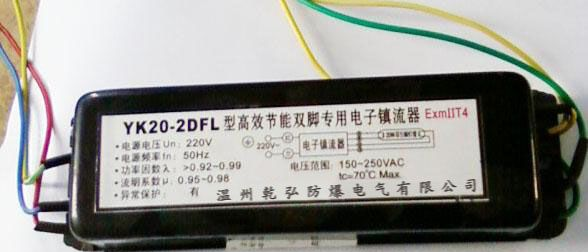 YK20-2DFL 型高效节能双脚专用电子镇流器 ExmIIT4
·电源电压Un: 220V
·电源频率fn: 50Hz
·功率因数λ: >0.92~0.99
·流明系数μ: 0.95~0.98
·异常保护: 有
220V~
电子镇流器
电压范围: 150~250VAC
tc=70℃ Max.
温州乾弘防爆电气有限公司